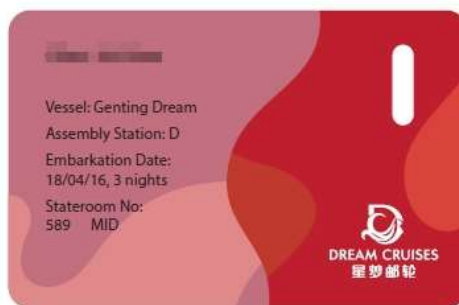 Vessel: Genting Dream
Assembly Station: D
Embarkation Date:
18/04/16, 3 nights
Stateroom No:
589 MID
DREAM CRUISES
星梦邮轮